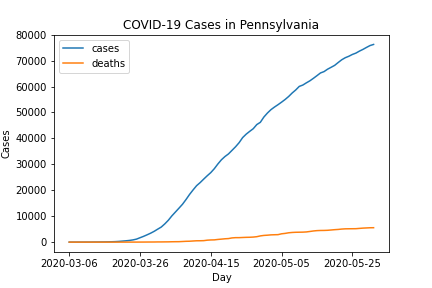 COVID-19 Cases in Pennsylvania
80000
70000
60000
50000
40000
30000
20000
10000
0
Cases
cases
deaths
2020-03-06 2020-03-26 2020-04-15 2020-05-05 2020-05-25
Day